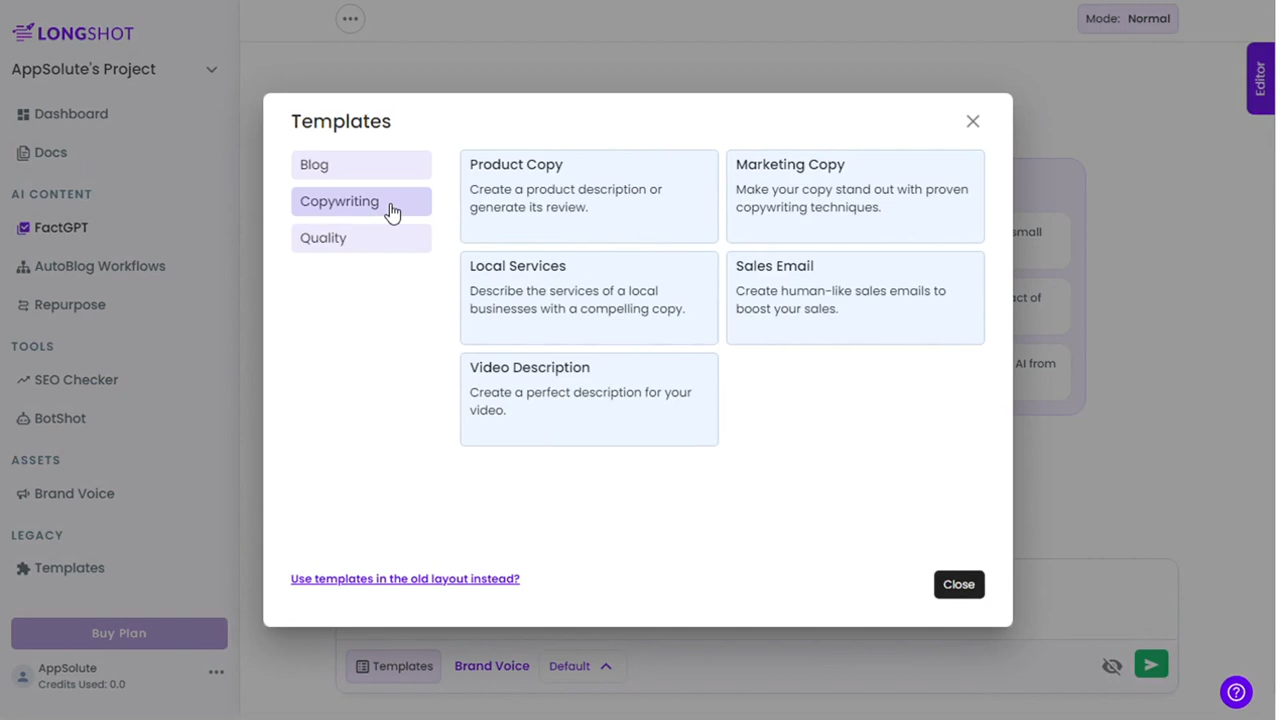 LONGSHOT
AppSolute's Project
Dashboard
Docs
AI CONTENT
FactGPT
AutoBlog Workflows
Repurpose
TOOLS
SEO Checker
BotShot
ASSETS
Brand Voice
LEGACY
Templates
Buy Plan
AppSolute
Credits Used: 0.0
Mode: Normal
Editor
small
act of
AI from
Templates
Blog
Copywriting
Quality
Product Copy
Create a product description or
generate its review.
Marketing Copy
Make your copy stand out with proven
copywriting techniques.
Local Services
Describe the services of a local
businesses with a compelling copy.
Sales Email
Create human-like sales emails to
boost your sales.
Video Description
Create a perfect description for your
video.
Use templates in the old layout instead?
Close
Templates
Brand Voice
Default